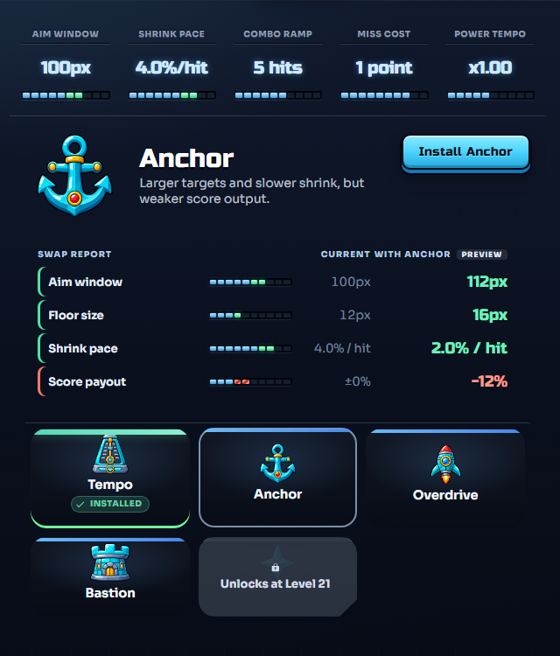 AIM WINDOW SHRINK PACE COMBO RAMP MISS COST POWER TEMPO
100px 4.0%/hit 5 hits 1 point x1.00
Anchor
Larger targets and slower shrink, but
weaker score output.
Install Anchor
SWAP REPORT CURRENT WITH ANCHOR PREVIEW
Aim window 100px 112px
Floor size 12px 16px
Shrink pace 4.0% / hit 2.0% / hit
Score payout ±0% -12%
Tempo
INSTALLED
Anchor
Overdrive
Bastion
Unlocks at Level 21